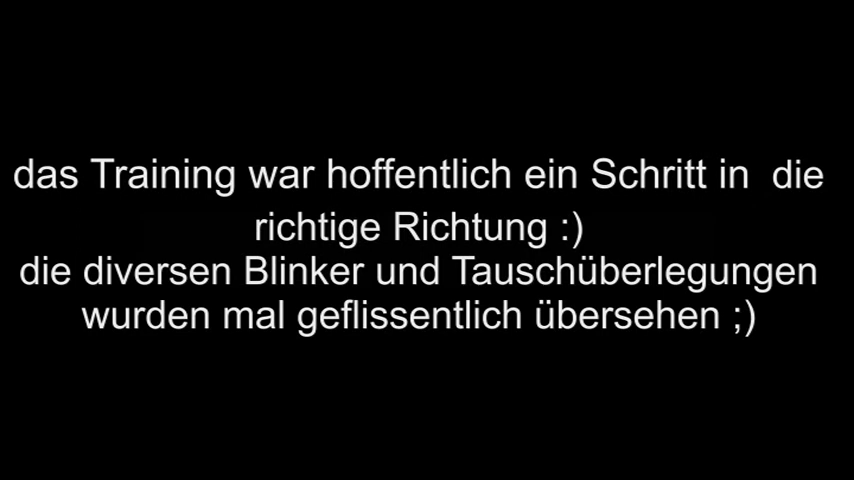 das Training war hoffentlich ein Schritt in die
richtige Richtung :)
die diversen Blinker und Tauschüberlegungen
wurden mal geflissentlich übersehen ;)